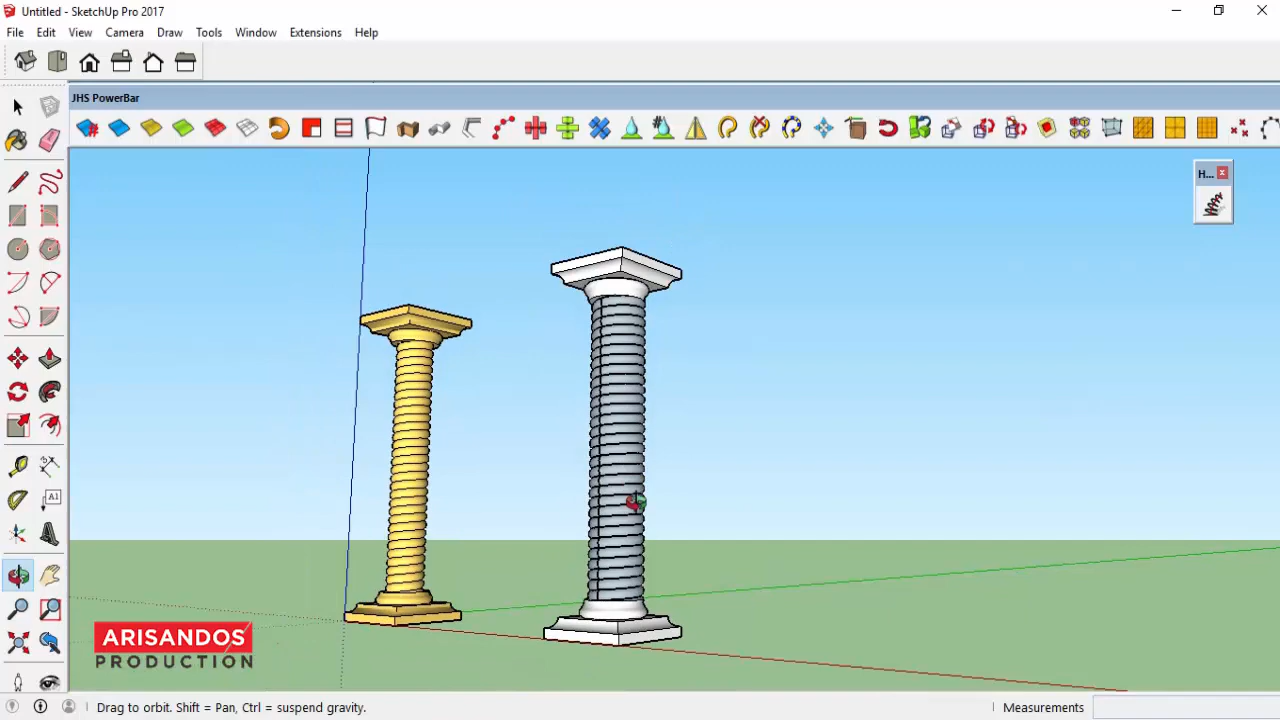 Untitled - SketchUp Pro 2017
File Edit View Camera Draw Tools Window Extensions Help
JHS PowerBar
H...
A1
ARISANDOS
PRODUCTION
Drag to orbit. Shift = Pan, Ctrl = suspend gravity.
Measurements